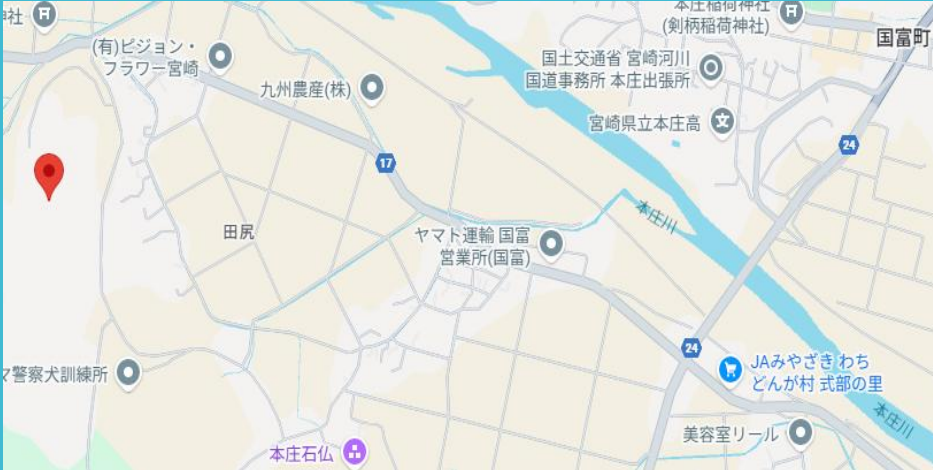 社
本庄稲荷神社
(剣柄稲荷神社)
国富町
(有)ピジョン・
フラワー宮崎
九州農産(株)
国土交通省 宮崎河川
国道事務所 本庄出張所
宮崎県立本庄高
文
24
17
田尻
本庄川
ヤマト運輸 国富
営業所(国富)
24
JAみやざき わち
どんが村 式部の里
マ警察犬訓練所
本庄川
美容室リール
本庄石仏